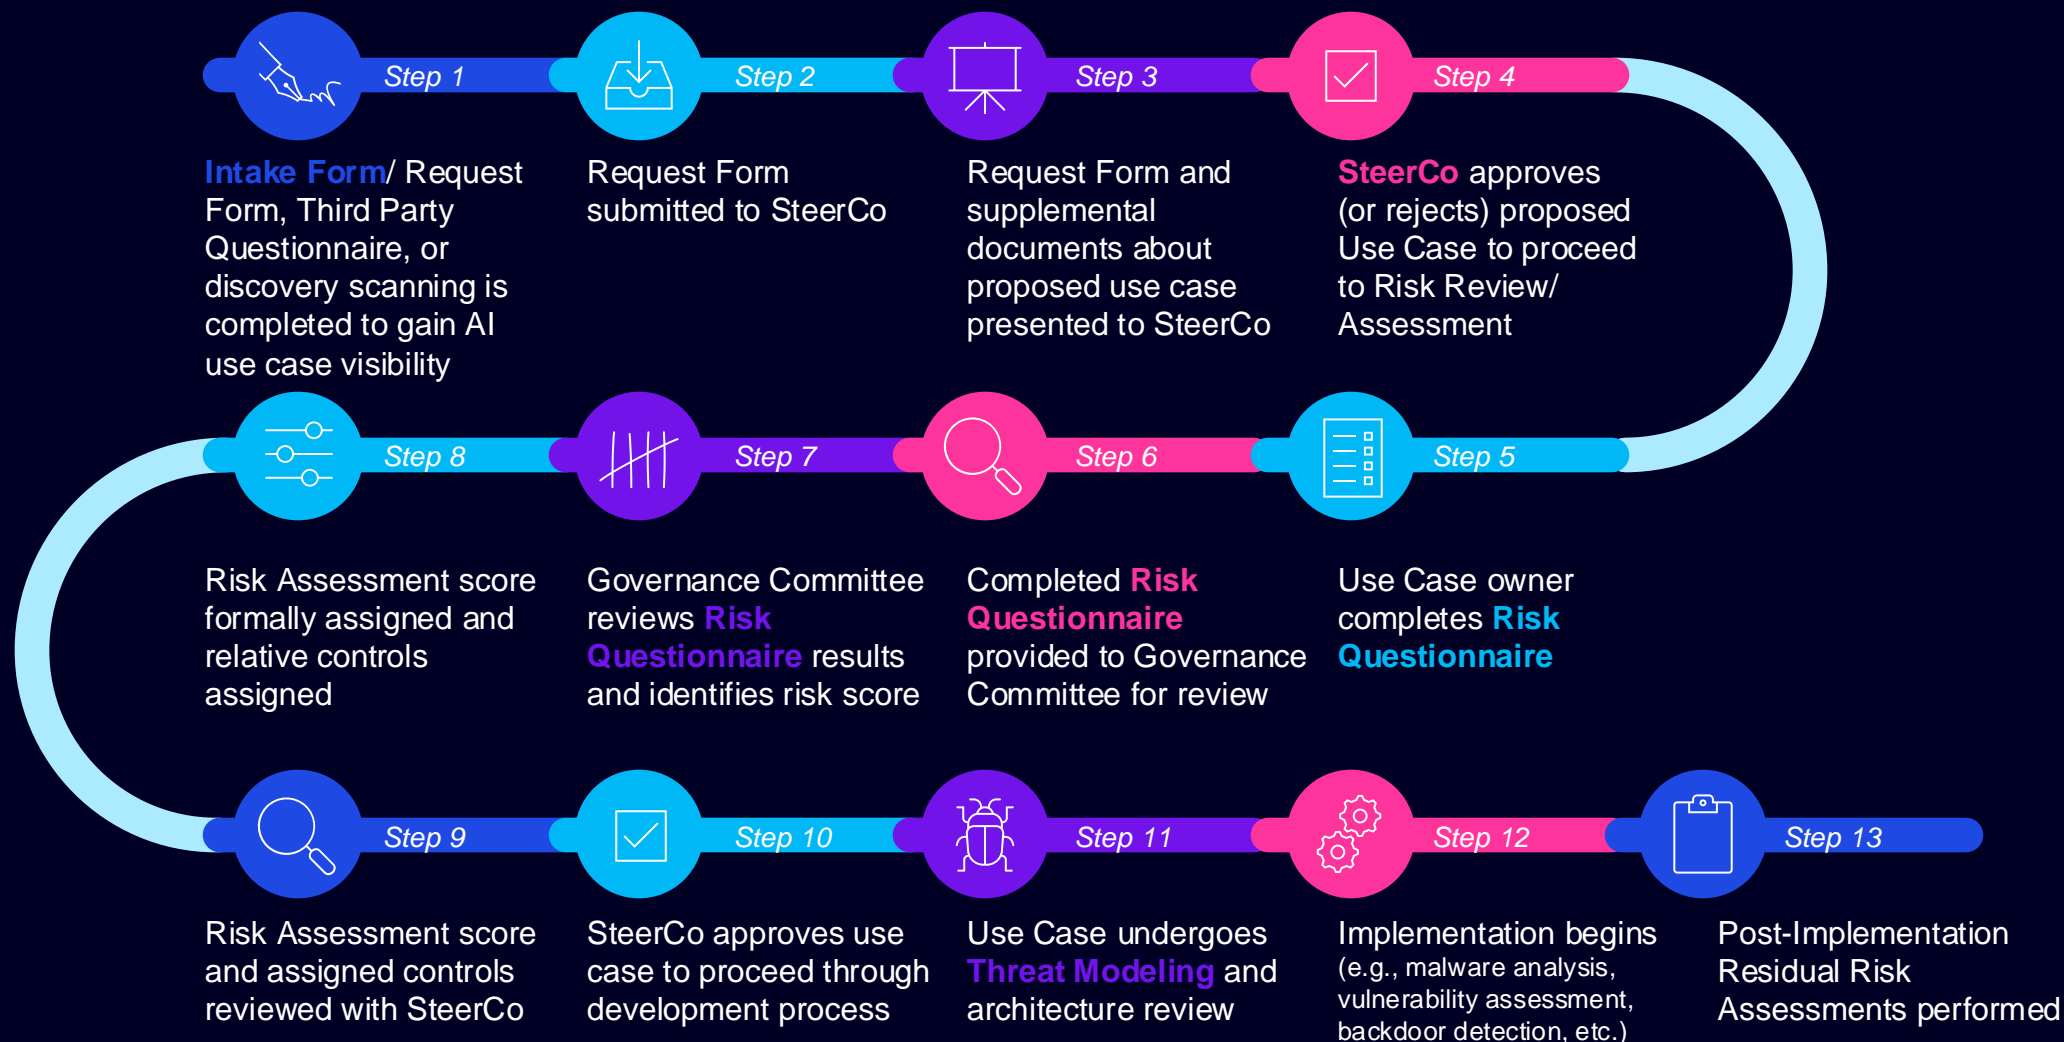 Step 1
Intake Form/ Request
Form, Third Party
Questionnaire, or
discovery scanning is
completed to gain AI
use case visibility
Step 2
Request Form
submitted to SteerCo
Step 3
Request Form and
supplemental
documents about
proposed use case
presented to SteerCo
Step 4
SteerCo approves
(or rejects) proposed
Use Case to proceed
to Risk Review/
Assessment
Step 5
Use Case owner
completes Risk
Questionnaire
Step 6
Completed Risk
Questionnaire
provided to Governance
Committee for review
Step 7
Governance Committee
reviews Risk
Questionnaire results
and identifies risk score
Step 8
Risk Assessment score
formally assigned and
relative controls
assigned
Step 9
Risk Assessment score
and assigned controls
reviewed with SteerCo
Step 10
SteerCo approves use
case to proceed through
development process
Step 11
Use Case undergoes
Threat Modeling and
architecture review
Step 12
Implementation begins
(e.g., malware analysis,
vulnerability assessment,
backdoor detection, etc.)
Step 13
Post-Implementation
Residual Risk
Assessments performed